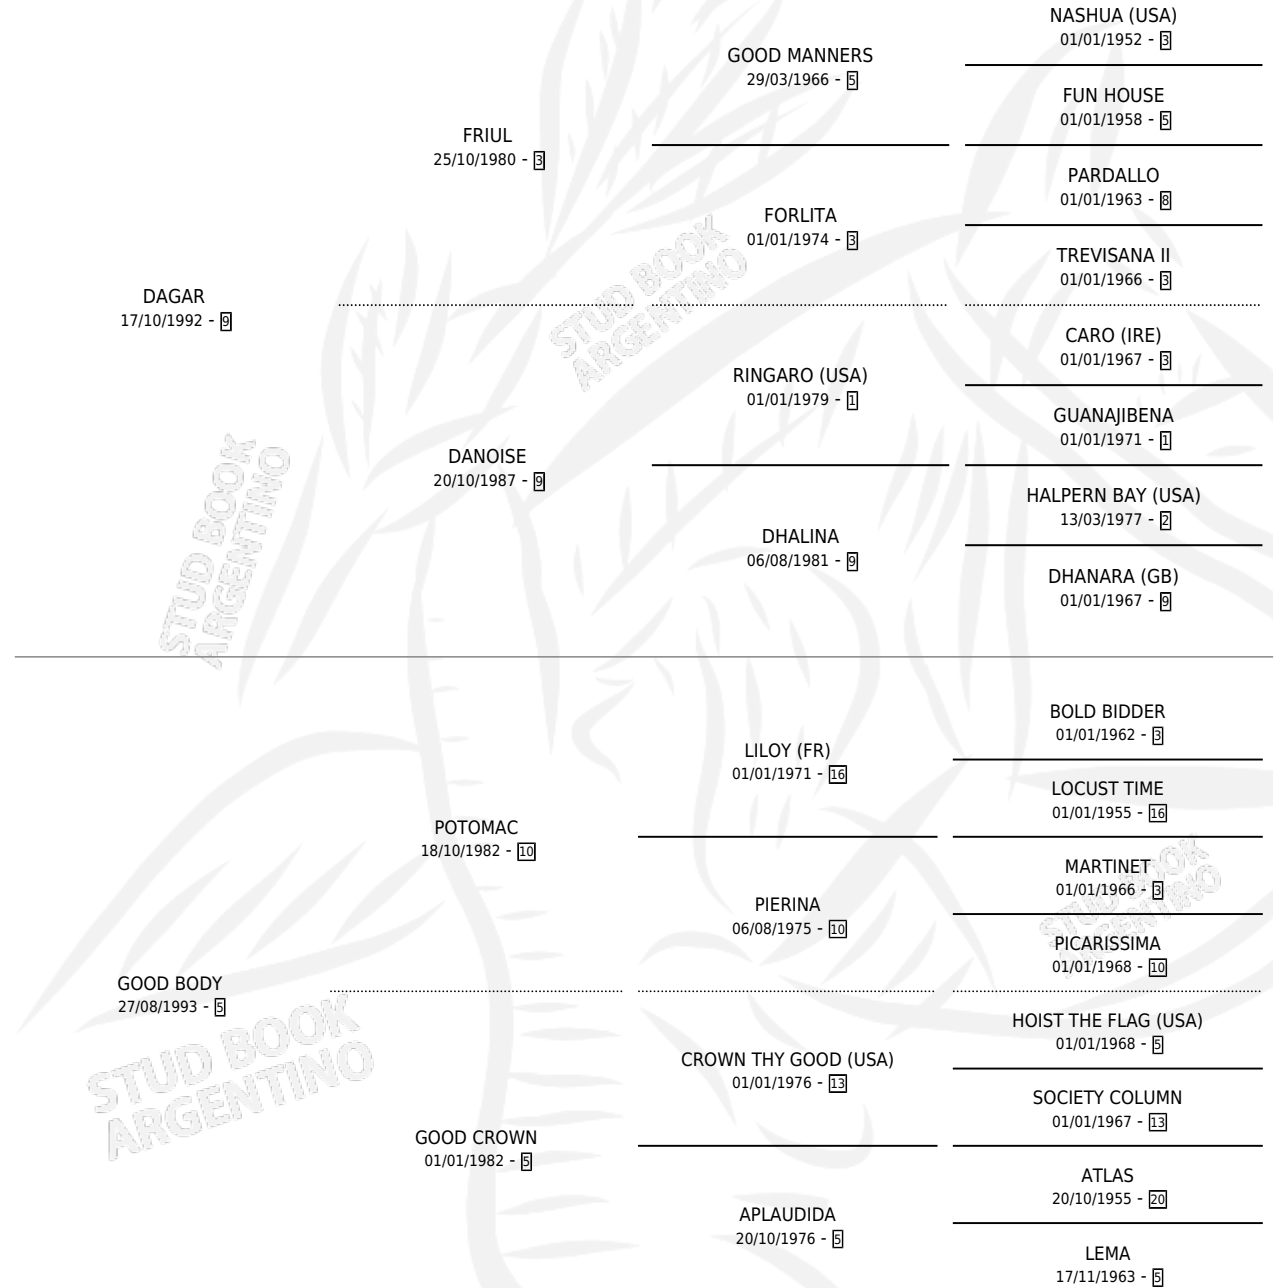 NASHUA (USA)
01/01/1952 - 3
GOOD MANNERS
29/03/1966 - 5
FUN HOUSE
01/01/1958 - 5
FRIUL
25/10/1980 - 3
PARDALLO
01/01/1963 - 8
FORLITA
01/01/1974 - 3
TREVISANA II
01/01/1966 - 3
DAGAR
17/10/1992 - 9
CARO (IRE)
01/01/1967 - 3
RINGARO (USA)
01/01/1979 - 1
GUANAJIBENA
01/01/1971 - 1
DANOISE
20/10/1987 - 9
HALPERN BAY (USA)
13/03/1977 - 2
DHALINA
06/08/1981 - 9
DHANARA (GB)
01/01/1967 - 9
BOLD BIDDER
01/01/1962 - 3
LILOY (FR)
01/01/1971 - 16
LOCUST TIME
01/01/1955 - 16
POTOMAC
18/10/1982 - 10
MARTINET
01/01/1966 - 3
PIERINA
06/08/1975 - 10
PICARISSIMA
01/01/1968 - 10
GOOD BODY
27/08/1993 - 5
HOIST THE FLAG (USA)
01/01/1968 - 5
CROWN THY GOOD (USA)
01/01/1976 - 13
SOCIETY COLUMN
01/01/1967 - 13
GOOD CROWN
01/01/1982 - 5
ATLAS
20/10/1955 - 20
APLAUDIDA
20/10/1976 - 5
LEMA
17/11/1963 - 5
STUD BOOK
ARGENTINO
STUD BOOK
ARGENTINO
STUD BOOK
ARGENTINO
STUD BOOK
ARGENTINO